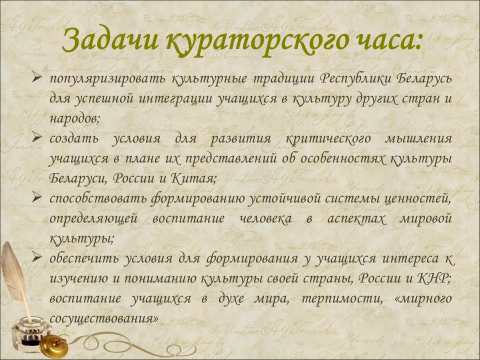 Задачи кураторского часа:
➢ популяризировать культурные традиции Республики Беларусь
для успешной интеграции учащихся в культуру других стран и
народов;
➢ создать условия для развития критического мышления
учащихся в плане их представлений об особенностях культуры
Беларуси, России и Китая;
➢ способствовать формированию устойчивой системы ценностей,
определяющей воспитание человека в аспектах мировой
культуры;
➢ обеспечить условия для формирования у учащихся интереса к
изучению и пониманию культуры своей страны, России и КНР;
воспитание учащихся в духе мира, терпимости, «мирного
сосуществования»